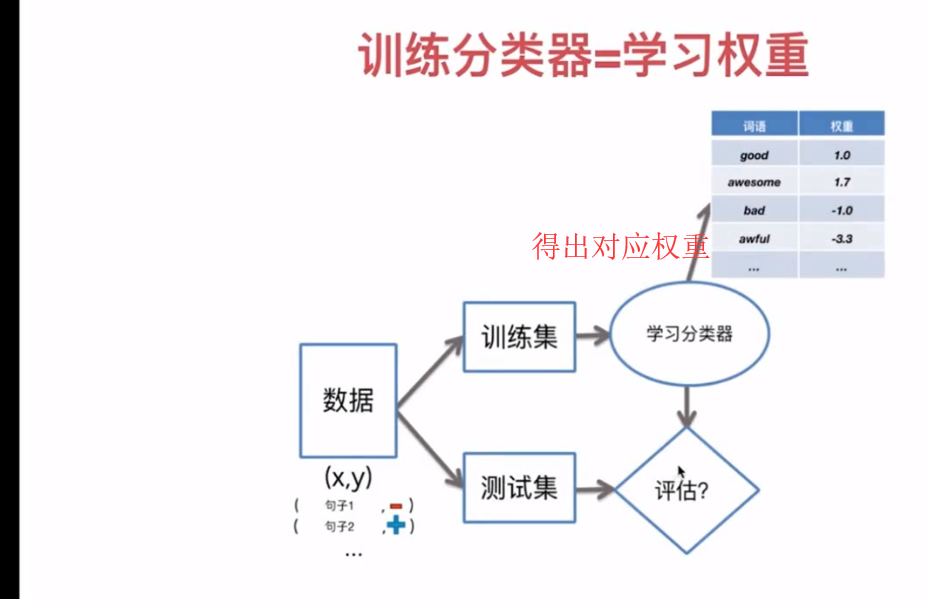 训练分类器=学习权重
词语 权重
good 1.0
awesome 1.7
bad -1.0
awful -3.3
... ...
得出对应权重
训练集
学习分类器
数据
(x,y)
( 句子1 ,- )
( 句子2 ,+ )
...
测试集
评估?